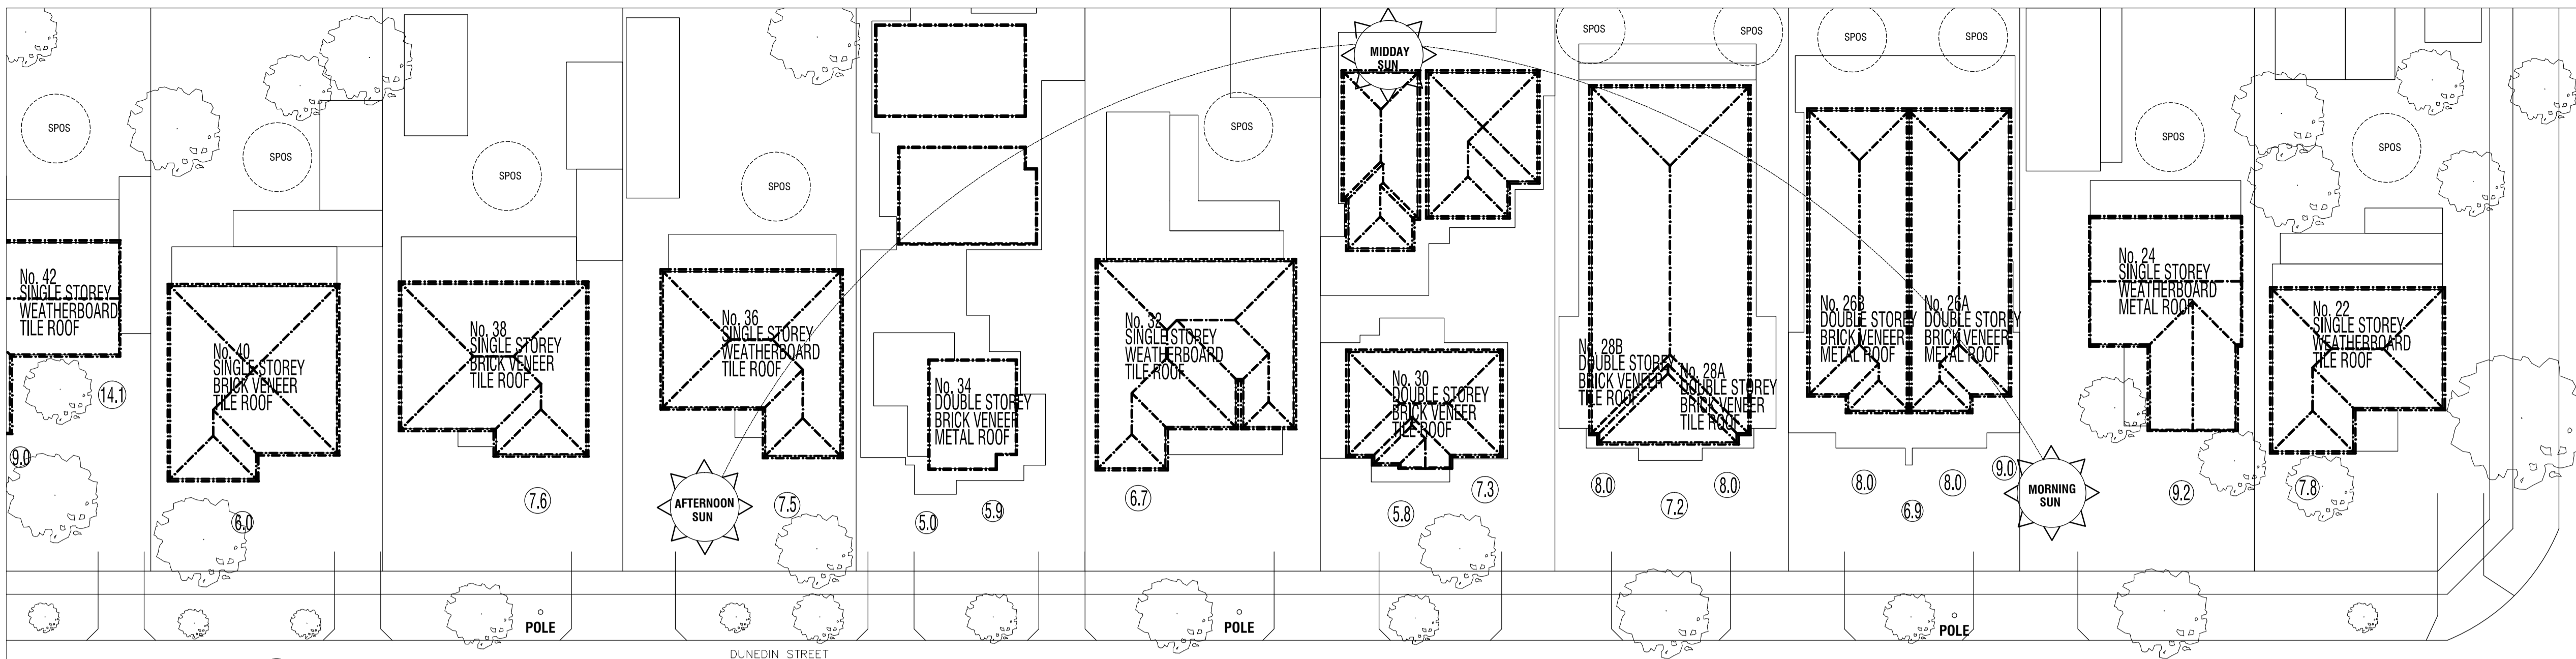 MIDDAY
SUN
SPOS
SPOS
SPOS
SPOS
SPOS
SPOS
SPOS
SPOS
SPOS
SPOS
SPOS
No. 42
SINGLE STOREY
WEATHERBOARD
TILE ROOF
14.1
9.0
No. 40
SINGLE STOREY
BRICK VENEER
TILE ROOF
6.0
No. 38
SINGLE STOREY
BRICK VENEER
TILE ROOF
7.6
No. 36
SINGLE STOREY
WEATHERBOARD
TILE ROOF
AFTERNOON
SUN
7.5
No. 34
DOUBLE STOREY
BRICK VENEER
METAL ROOF
5.0
5.9
No. 32
SINGLE STOREY
WEATHERBOARD
TILE ROOF
6.7
No. 30
DOUBLE STOREY
BRICK VENEER
TILE ROOF
5.8
7.3
No. 28B
DOUBLE STOREY
BRICK VENEER
TILE ROOF
No. 28A
DOUBLE STOREY
BRICK VENEER
TILE ROOF
8.0
7.2
8.0
No. 26B
DOUBLE STOREY
BRICK VENEER
METAL ROOF
No. 26A
DOUBLE STOREY
BRICK VENEER
METAL ROOF
8.0
6.9
8.0
9.0
MORNING
SUN
No. 24
SINGLE STOREY
WEATHERBOARD
METAL ROOF
9.2
No. 22
SINGLE STOREY
WEATHERBOARD
TILE ROOF
7.8
POLE
POLE
POLE
DUNEDIN STREET